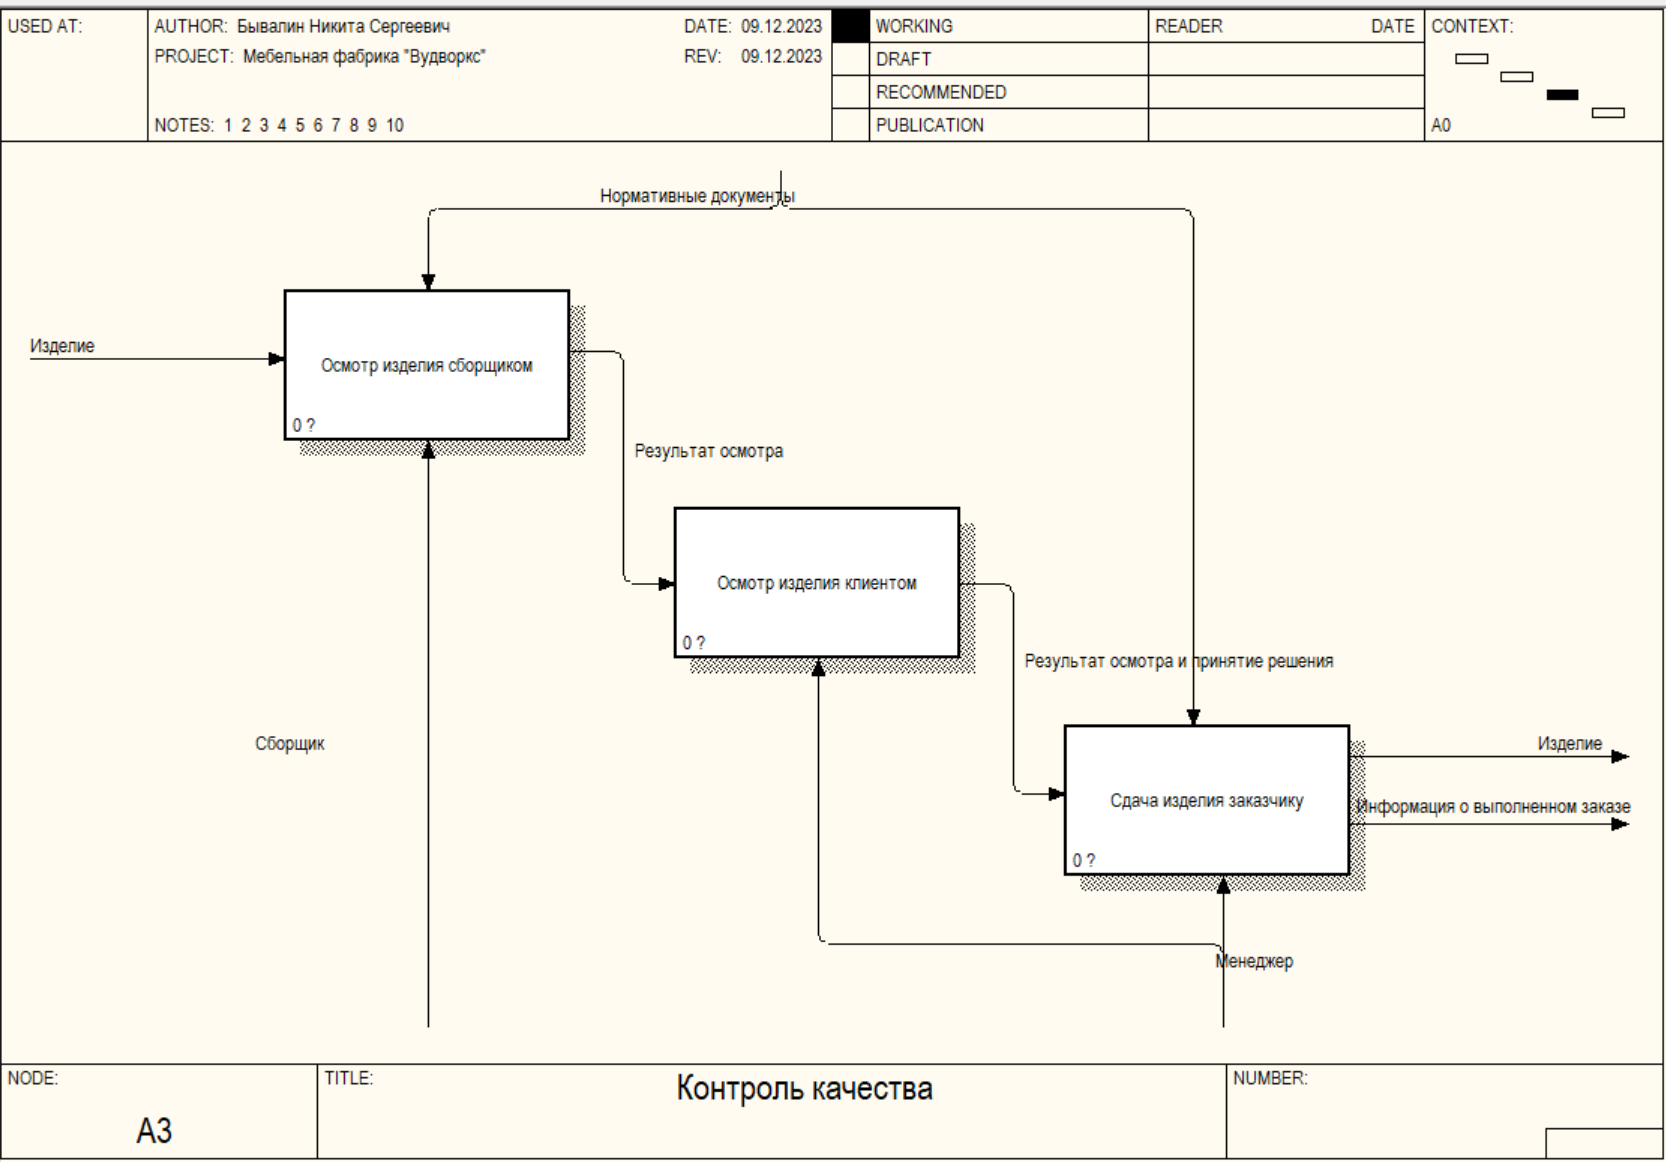 USED AT:
AUTHOR: Бывалин Никита Сергеевич
DATE: 09.12.2023
PROJECT: Мебельная фабрика "Вудворкс"
REV: 09.12.2023
NOTES: 1 2 3 4 5 6 7 8 9 10
WORKING
DRAFT
RECOMMENDED
PUBLICATION
READER DATE
CONTEXT:
A0
Нормативные документы
Изделие
Осмотр изделия сборщиком
0 ?
Результат осмотра
Осмотр изделия клиентом
0 ?
Результат осмотра и принятие решения
Сборщик
Изделие
Сдача изделия заказчику
Информация о выполненном заказе
0 ?
Менеджер
NODE:
A3
TITLE:
Контроль качества
NUMBER: